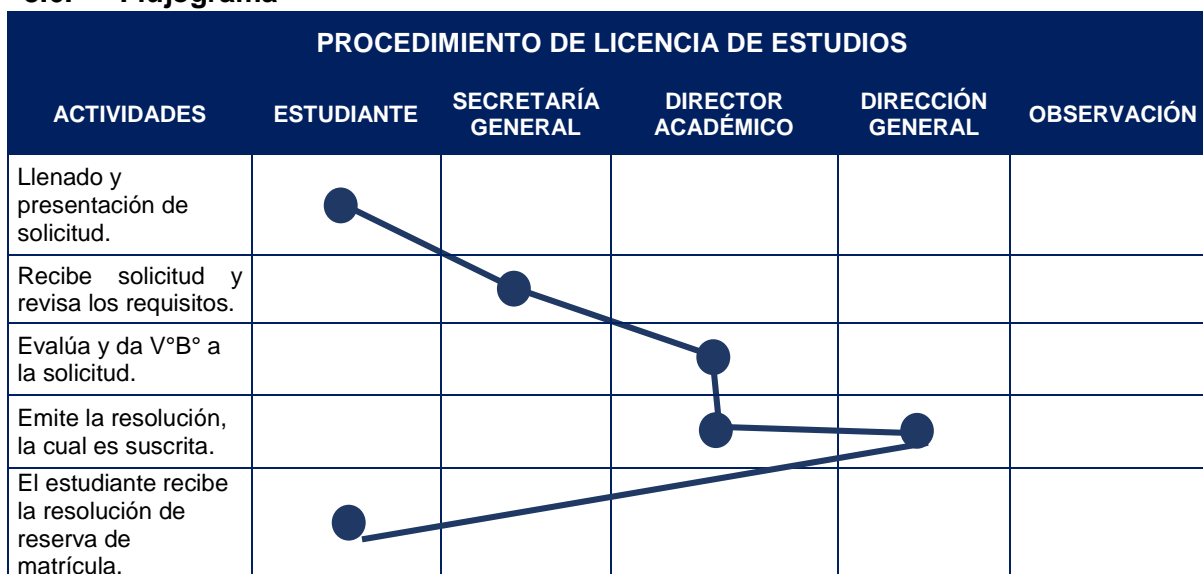 PROCEDIMIENTO DE LICENCIA DE ESTUDIOS
ACTIVIDADES
ESTUDIANTE
SECRETARÍA
GENERAL
DIRECTOR
ACADÉMICO
DIRECCIÓN
GENERAL
OBSERVACIÓN
Llenado y
presentación de
solicitud.
Recibe solicitud y
revisa los requisitos.
Evalúa y da V°B° a
la solicitud.
Emite la resolución,
la cual es suscrita.
El estudiante recibe
la resolución de
reserva de
matrícula.